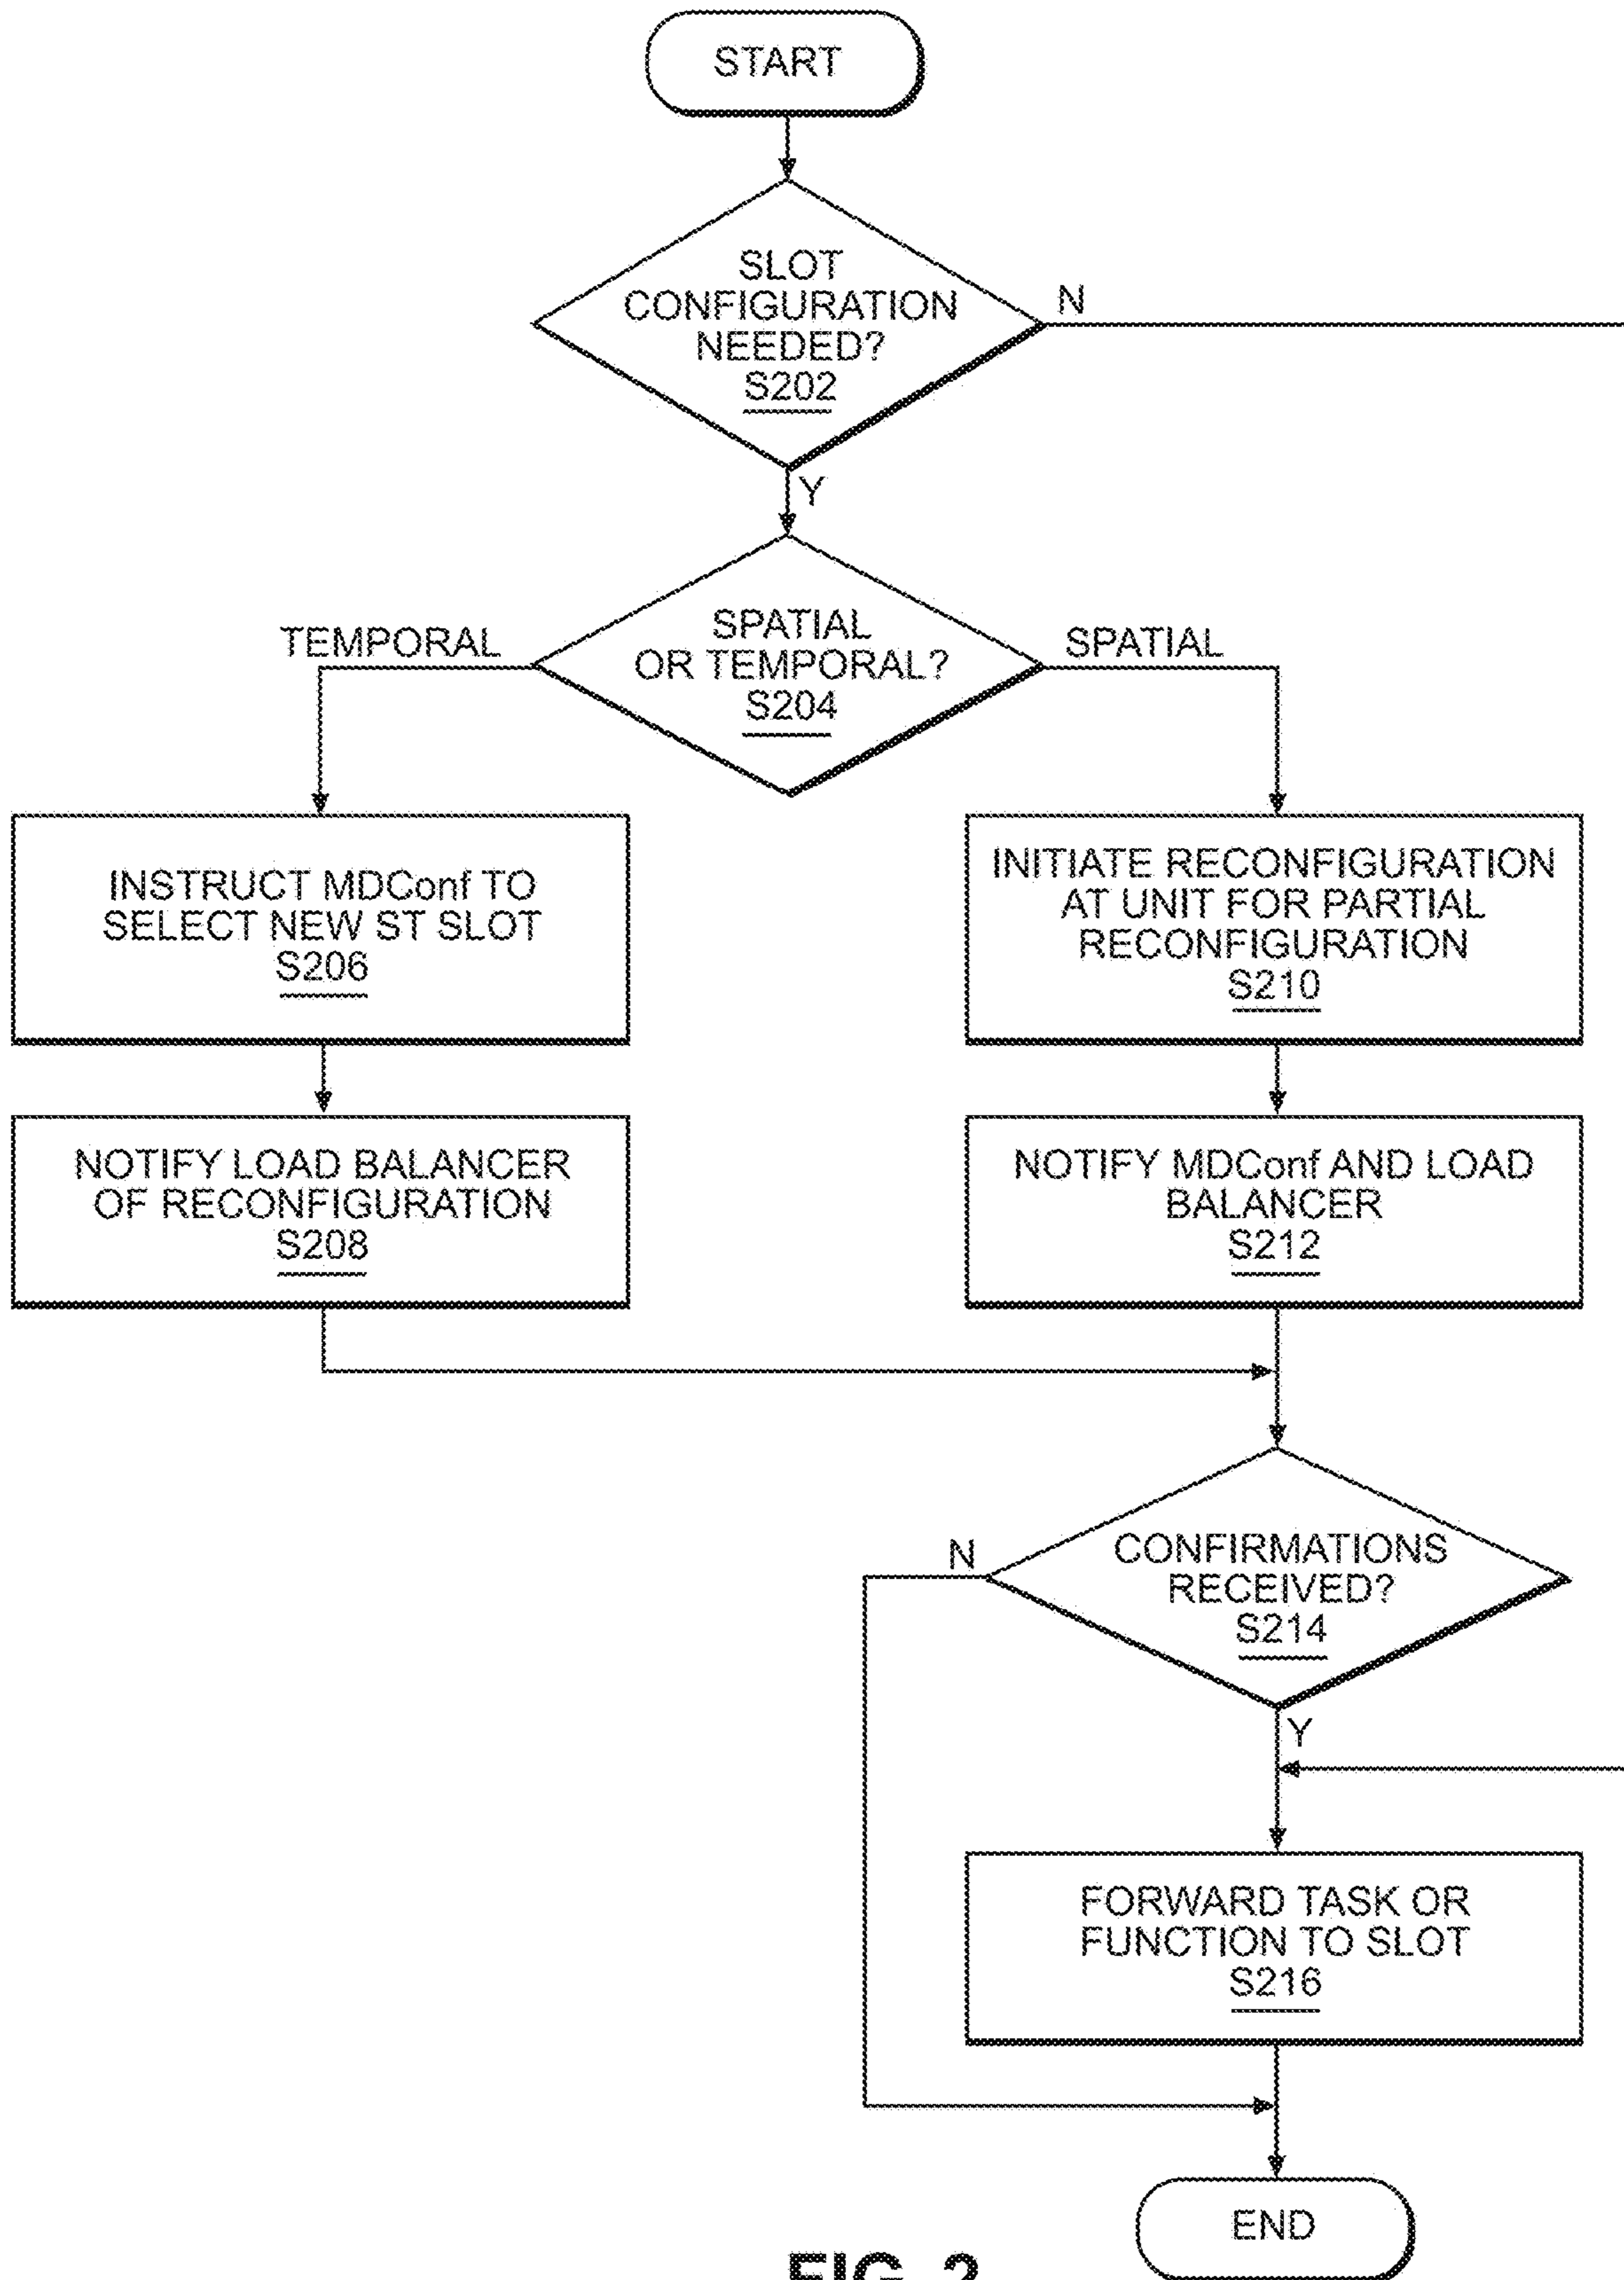 START
SLOT
CONFIGURATION
NEEDED?
S202
N
Y
SPATIAL
OR TEMPORAL?
S204
TEMPORAL
SPATIAL
INSTRUCT MDConf TO
SELECT NEW ST SLOT
S206
INITIATE RECONFIGURATION
AT UNIT FOR PARTIAL
RECONFIGURATION
S210
NOTIFY LOAD BALANCER
OF RECONFIGURATION
S208
NOTIFY MDConf AND LOAD
BALANCER
S212
CONFIRMATIONS
RECEIVED?
S214
N
Y
FORWARD TASK OR
FUNCTION TO SLOT
S216
END
FIG. 2